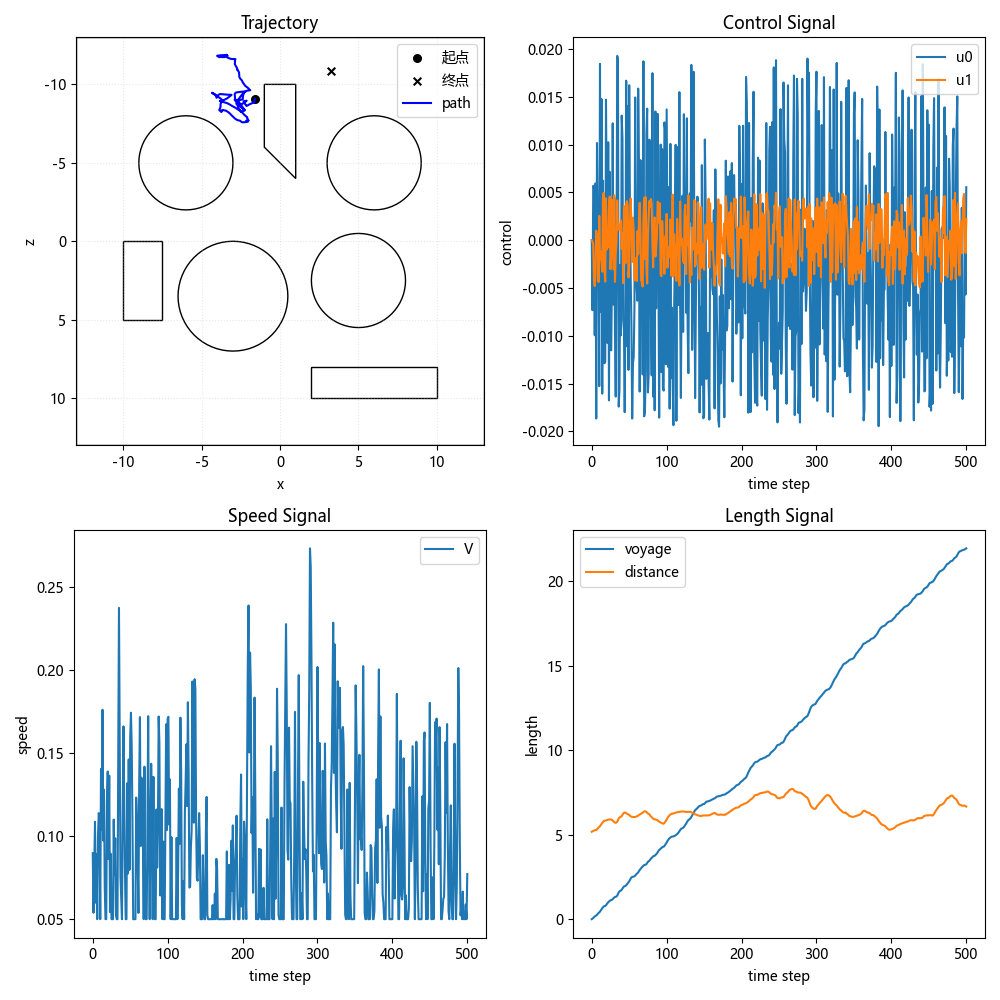 Trajectory
起点
终点
path
-10
-5
0
5
10
z
-10
-5
0
5
10
x
Control Signal
u0
u1
0.020
0.015
0.010
0.005
0.000
-0.005
-0.010
-0.015
-0.020
control
0
100
200
300
400
500
time step
Speed Signal
V
0.25
0.20
0.15
0.10
0.05
speed
0
100
200
300
400
500
time step
Length Signal
voyage
distance
20
15
10
5
0
length
0
100
200
300
400
500
time step